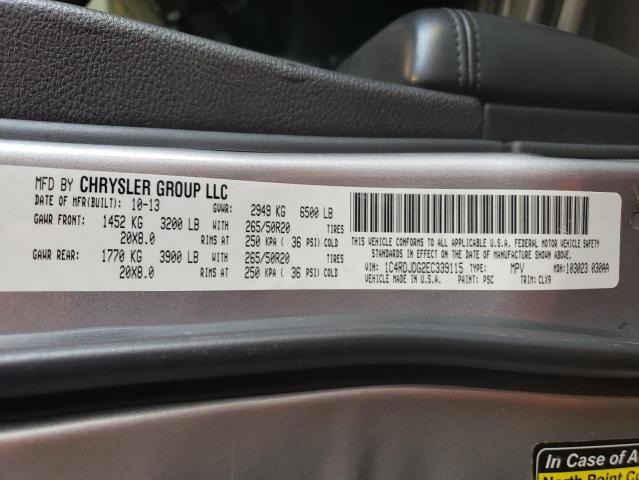 MFD BY CHRYSLER GROUP LLC
DATE OF MFR(BUILT): 10-13 GVWR: 2949 KG 6500 LB
GAWR FRONT: 1452 KG 3200 LB WITH 265/50R20 TIRES
20X8.0 RIMS AT 250 KPA ( 36 PSI) COLD
GAWR REAR: 1770 KG 3900 LB WITH 265/50R20 TIRES
20X8.0 RIMS AT 250 KPA ( 36 PSI) COLD
THIS VEHICLE CONFORMS TO ALL APPLICABLE U.S.A. FEDERAL MOTOR VEHICLE SAFETY
STANDARDS IN EFFECT ON THE DATE OF MANUFACTURE SHOWN ABOVE.
VIN: 1C4RDJDG2EC339115 TYPE: MPV MDH:103023 030AA
VEHICLE MADE IN U.S.A. PAINT: PSC TRIM: CLX9
In Case of
North Point